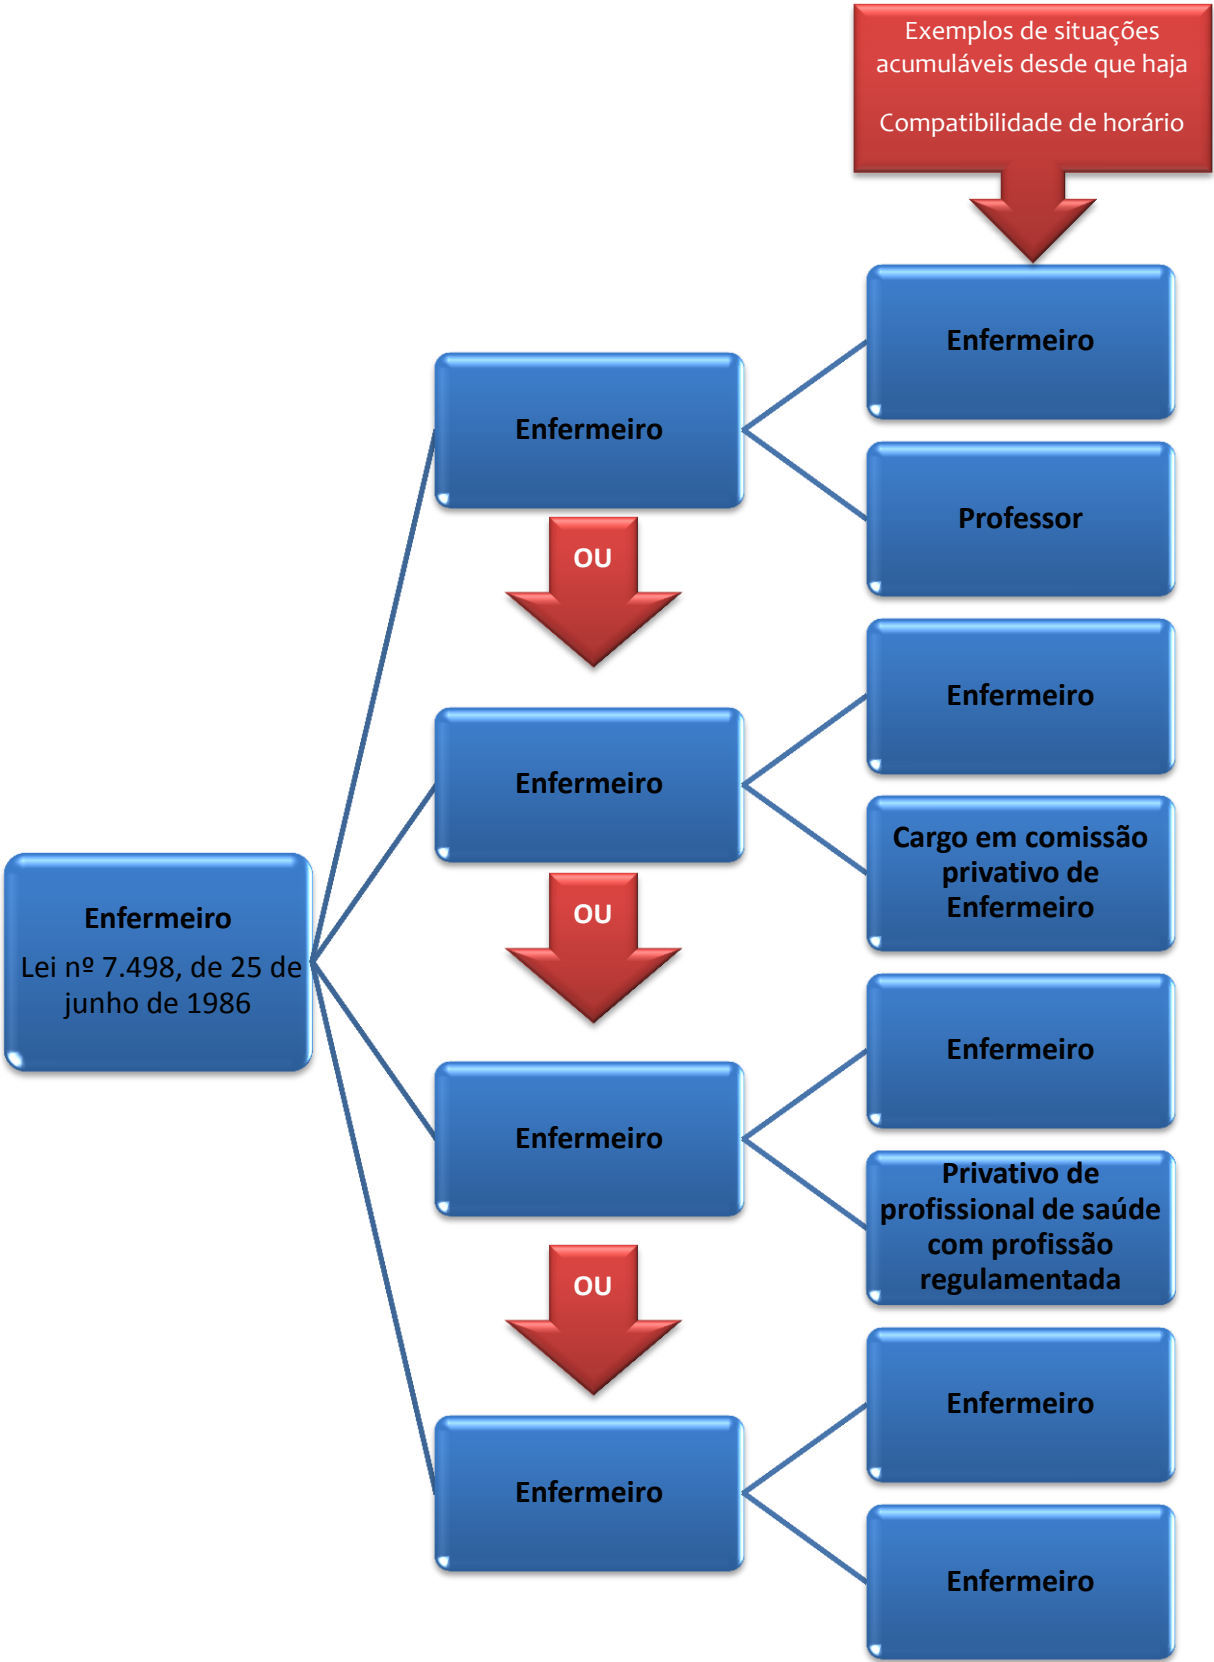 Exemplos de situações
acumuláveis desde que haja
Compatibilidade de horário
Enfermeiro
Enfermeiro
Professor
OU
Enfermeiro
Enfermeiro
Cargo em comissão
privativo de
Enfermeiro
OU
Enfermeiro
Lei nº 7.498, de 25 de
junho de 1986
Enfermeiro
Enfermeiro
Privativo de
profissional de saúde
com profissão
regulamentada
OU
Enfermeiro
Enfermeiro
Enfermeiro